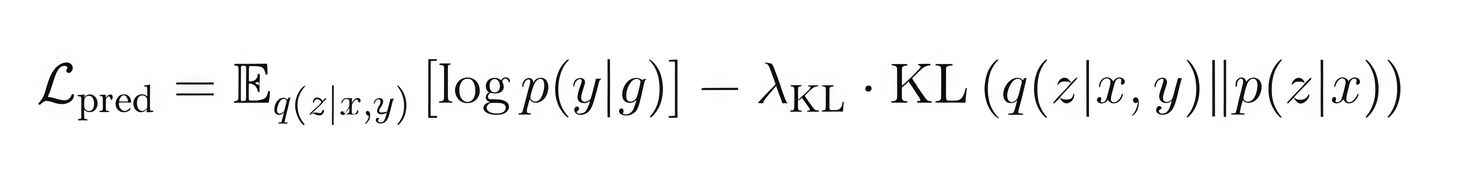 $\mathcal{L}_{\text{pred}} = \mathbb{E}_{q(z|x,y)} \left[\log p(y|g)\right] - \lambda_{\text{KL}} \cdot \text{KL}\left(q(z|x,y) \| p(z|x)\right)$